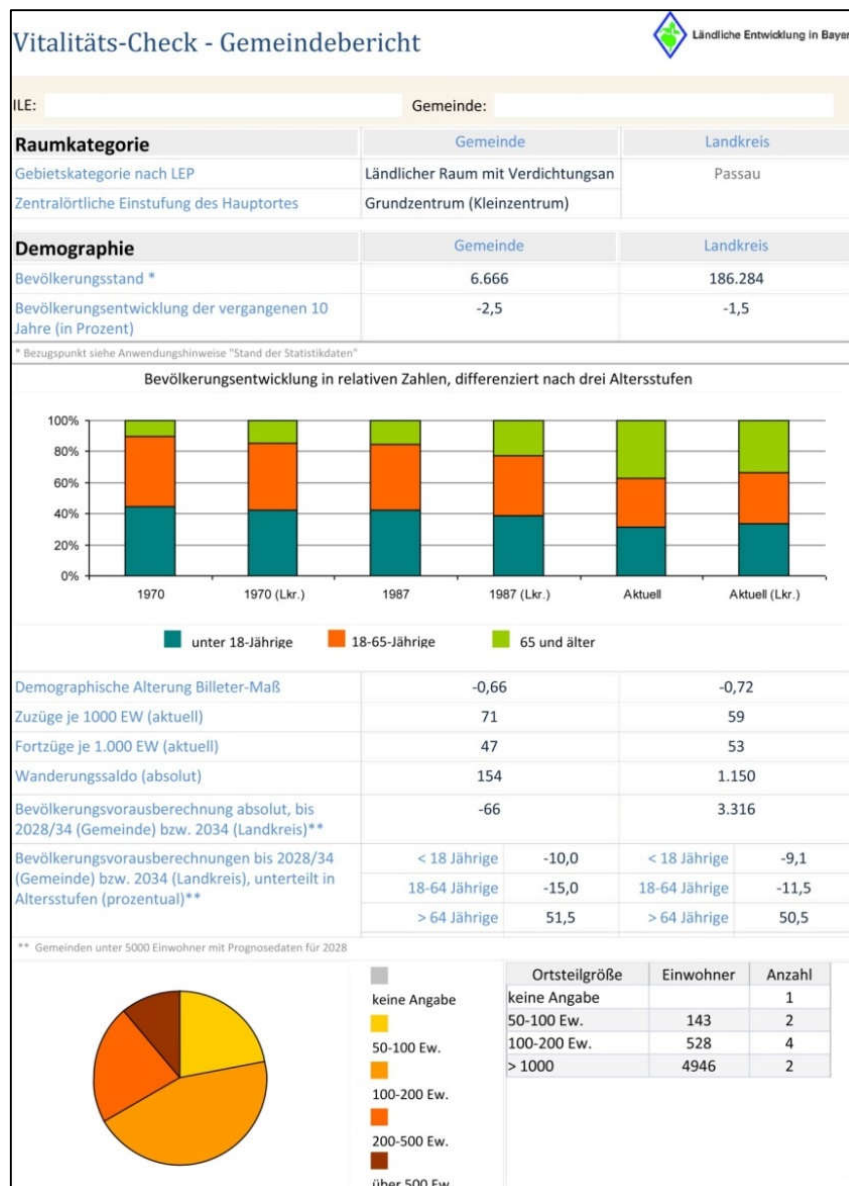 Vitalitäts-Check - Gemeindebericht
Ländliche Entwicklung in Bayer
ILE:
Gemeinde:
Raumkategorie Gemeinde Landkreis
Gebietskategorie nach LEP Ländlicher Raum mit Verdichtungsan Passau
Zentralörtliche Einstufung des Hauptortes Grundzentrum (Kleinzentrum)
Demographie Gemeinde Landkreis
Bevölkerungsstand * 6.666 186.284
Bevölkerungsentwicklung der vergangenen 10 -2,5 -1,5
Jahre (in Prozent)
* Bezugspunkt siehe Anwendungshinweise "Stand der Statistikdaten"
Bevölkerungsentwicklung in relativen Zahlen, differenziert nach drei Altersstufen
100%
80%
60%
40%
20%
0%
1970 1970 (Lkr.) 1987 1987 (Lkr.) Aktuell Aktuell (Lkr.)
unter 18-Jährige 18-65-Jährige 65 und älter
Demographische Alterung Billeter-Maß -0,66 -0,72
Zuzüge je 1000 EW (aktuell) 71 59
Fortzüge je 1.000 EW (aktuell) 47 53
Wanderungssaldo (absolut) 154 1.150
Bevölkerungsvorausberechnung absolut, bis -66 3.316
2028/34 (Gemeinde) bzw. 2034 (Landkreis)**
Bevölkerungsvorausberechnungen bis 2028/34 < 18 Jährige -10,0 < 18 Jährige -9,1
(Gemeinde) bzw. 2034 (Landkreis), unterteilt in 18-64 Jährige -15,0 18-64 Jährige -11,5
Altersstufen (prozentual)** > 64 Jährige 51,5 > 64 Jährige 50,5
** Gemeinden unter 5000 Einwohner mit Prognosedaten für 2028
keine Angabe
50-100 Ew.
100-200 Ew.
200-500 Ew.
über 500 Ew.
Ortsteilgröße Einwohner Anzahl
keine Angabe 1
50-100 Ew. 143 2
100-200 Ew. 528 4
> 1000 4946 2